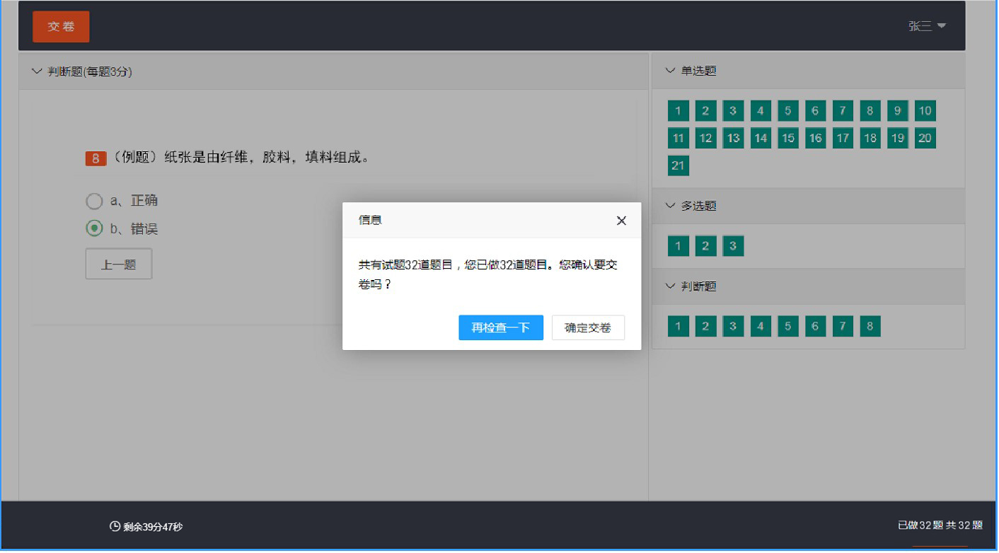 交 卷
张三
判断题(每题3分)
8 （例题）纸张是由纤维，胶料，填料组成。
a、正确
b、错误
上一题
信息
共有试题32道题目，您已做32道题目。您确认要交
卷吗？
再检查一下 确定交卷
单选题
1 2 3 4 5 6 7 8 9 10
11 12 13 14 15 16 17 18 19 20
21
多选题
1 2 3
判断题
1 2 3 4 5 6 7 8
剩余39分47秒
已做 32 题 共 32 题